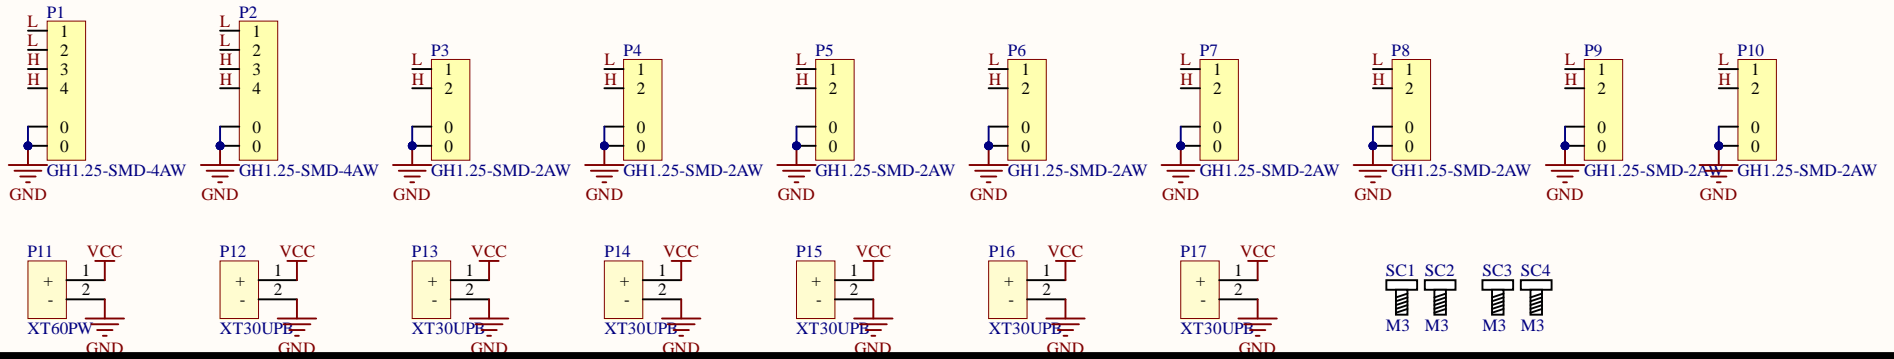 P1 P2
L 1 L 1
L 2 L 2 P3 P4 P5 P6 P7 P8 P9 P10
H 3 H 3 L 1 L 1 L 1 L 1 L 1 L 1 L 1 L 1
H 4 H 4 H 2 H 2 H 2 H 2 H 2 H 2 H 2 H 2
0 0 0 0 0 0 0 0 0 0
0 0 0 0 0 0 0 0 0 0
GH1.25-SMD-4AW GH1.25-SMD-4AW GH1.25-SMD-2AW GH1.25-SMD-2AW GH1.25-SMD-2AW GH1.25-SMD-2AW GH1.25-SMD-2AW GH1.25-SMD-2AW GH1.25-SMD-2AW GH1.25-SMD-2AW
GND GND GND GND GND GND GND GND GND GND
P11 VCC P12 VCC P13 VCC P14 VCC P15 VCC P16 VCC P17 VCC
+ 1 + 1 + 1 + 1 + 1 + 1 + 1 SC1 SC2 SC3 SC4
- 2 - 2 - 2 - 2 - 2 - 2 - 2
XT60PW XT30UPB XT30UPB XT30UPB XT30UPB XT30UPB XT30UPB M3 M3 M3 M3
GND GND GND GND GND GND GND